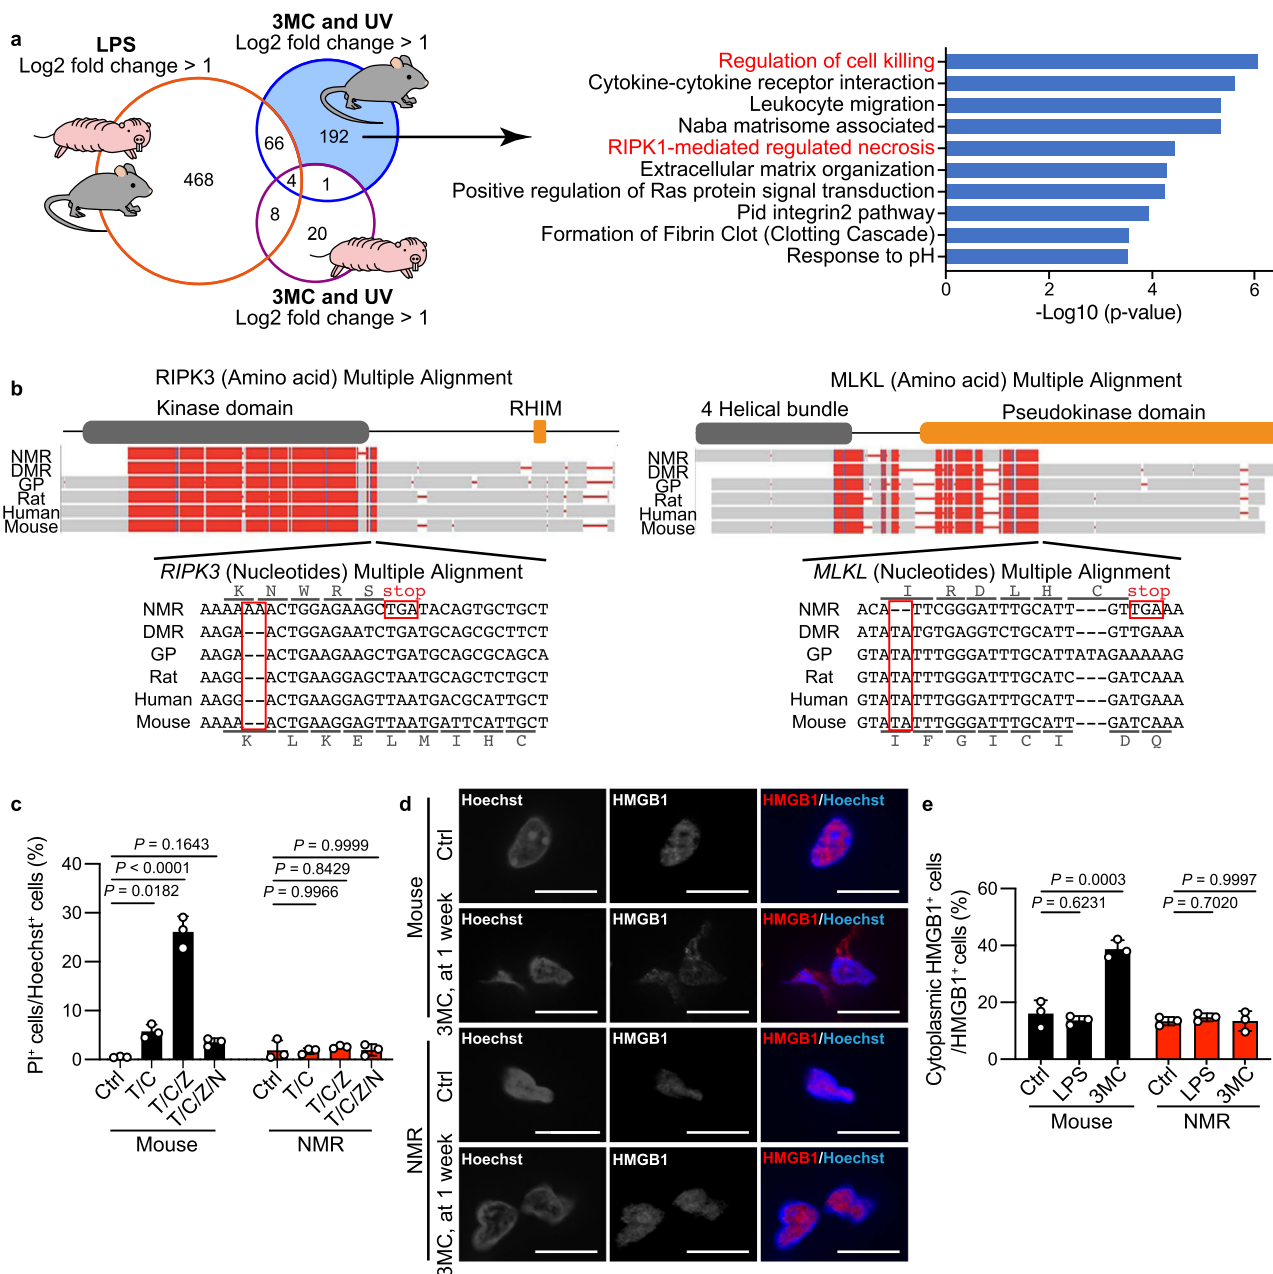 a
LPS
Log2 fold change > 1
3MC and UV
Log2 fold change > 1
468
66
192
4
1
8
20
3MC and UV
Log2 fold change > 1
Regulation of cell killing
Cytokine-cytokine receptor interaction
Leukocyte migration
Naba matrisome associated
RIPK1-mediated regulated necrosis
Extracellular matrix organization
Positive regulation of Ras protein signal transduction
Pid integrin2 pathway
Formation of Fibrin Clot (Clotting Cascade)
Response to pH
0 2 4 6
-Log10 (p-value)
b
RIPK3 (Amino acid) Multiple Alignment
Kinase domain RHIM
NMR
DMR
GP
Rat
Human
Mouse
RIPK3 (Nucleotides) Multiple Alignment
K N W R S stop
NMR AAAAAAACTGGAGAAGCTGATACAGTGCTGCT
DMR AAGA--ACTGGAGAATCTGATGCAGCGCTTCT
GP AAGA--ACTGAAGAAGCTGATGCAGCGCAGCA
Rat AAGG--ACTGAAGGAGCTAATGCAGCTCTGCT
Human AAGG--ACTGAAGGAGTTAATGACGCATTGCT
Mouse AAAA--ACTGAAGGAGTTAATGATTCATTGCT
K L K E L M I H C
MLKL (Amino acid) Multiple Alignment
4 Helical bundle Pseudokinase domain
NMR
DMR
GP
Rat
Human
Mouse
MLKL (Nucleotides) Multiple Alignment
I R D L H C stop
NMR ACA--TTCGGGATTTGCATT---GTTGAAA
DMR ATATATGTGAGGTCTGCATT---GTTGAAA
GP GTATATTTGGGATTTGCATTATAGAAAAAG
Rat GTATATTTGGGATTTGCATC---GATGAAA
Human GTATATTTGGGATTTGCATT---GATGAAA
Mouse GTATATTTGGGATTTGCATT---GATCAAA
I F G I C I D Q
c
PI+ cells/Hoechst+ cells (%)
P = 0.1643
P < 0.0001
P = 0.0182
P = 0.9999
P = 0.8429
P = 0.9966
40
30
20
10
0
Ctrl T/C T/C/Z T/C/Z/N Ctrl T/C T/C/Z T/C/Z/N
Mouse NMR
d
Mouse
Ctrl
Hoechst HMGB1 HMGB1/Hoechst
3MC, at 1 week
Hoechst HMGB1 HMGB1/Hoechst
NMR
Ctrl
Hoechst HMGB1 HMGB1/Hoechst
3MC, at 1 week
Hoechst HMGB1 HMGB1/Hoechst
e
Cytoplasmic HMGB1+ cells
/HMGB1+ cells (%)
P = 0.0003
P = 0.6231
P = 0.9997
P = 0.7020
60
40
20
0
Ctrl LPS 3MC Ctrl LPS 3MC
Mouse NMR